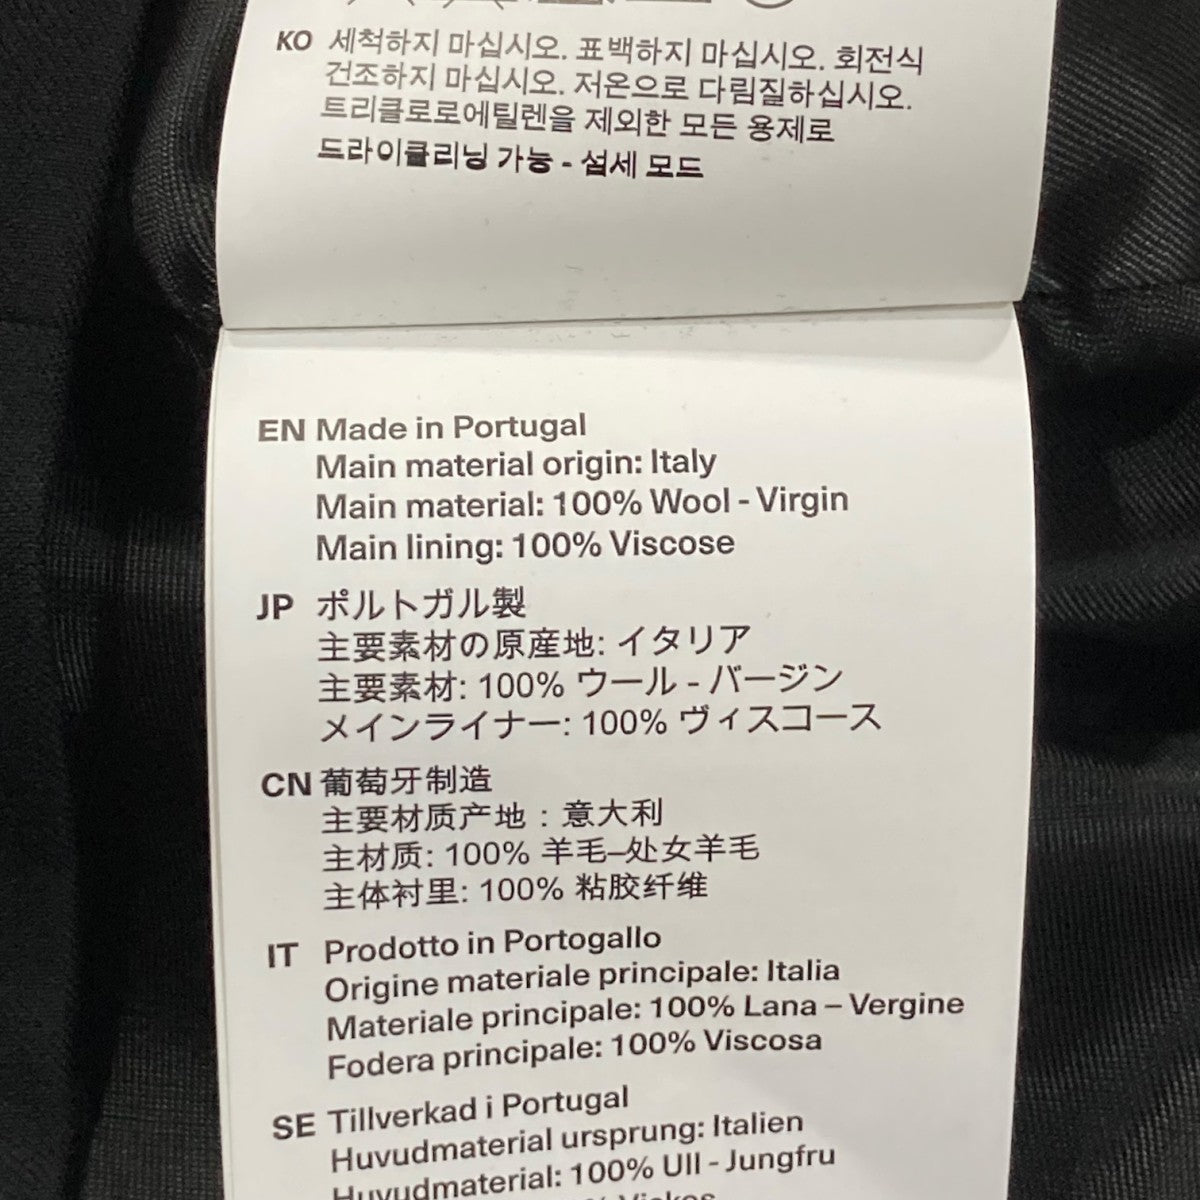 KO 세척하지 마십시오. 표백하지 마십시오. 회전식
건조하지 마십시오. 저온으로 다림질하십시오.
트리클로로에틸렌을 제외한 모든 용제로
드라이클리닝 가능 - 섬세 모드
EN Made in Portugal
Main material origin: Italy
Main material: 100% Wool - Virgin
Main lining: 100% Viscose
JP ポルトガル製
主要素材の原産地: イタリア
主要素材: 100% ウール - バージン
メインライナー: 100% ヴィスコース
CN 葡萄牙制造
主要材质产地：意大利
主材质: 100% 羊毛–处女羊毛
主体衬里: 100% 粘胶纤维
IT Prodotto in Portogallo
Origine materiale principale: Italia
Materiale principale: 100% Lana – Vergine
Fodera principale: 100% Viscosa
SE Tillverkad i Portugal
Huvudmaterial ursprung: Italien
Huvudmaterial: 100% Ull - Jungfru